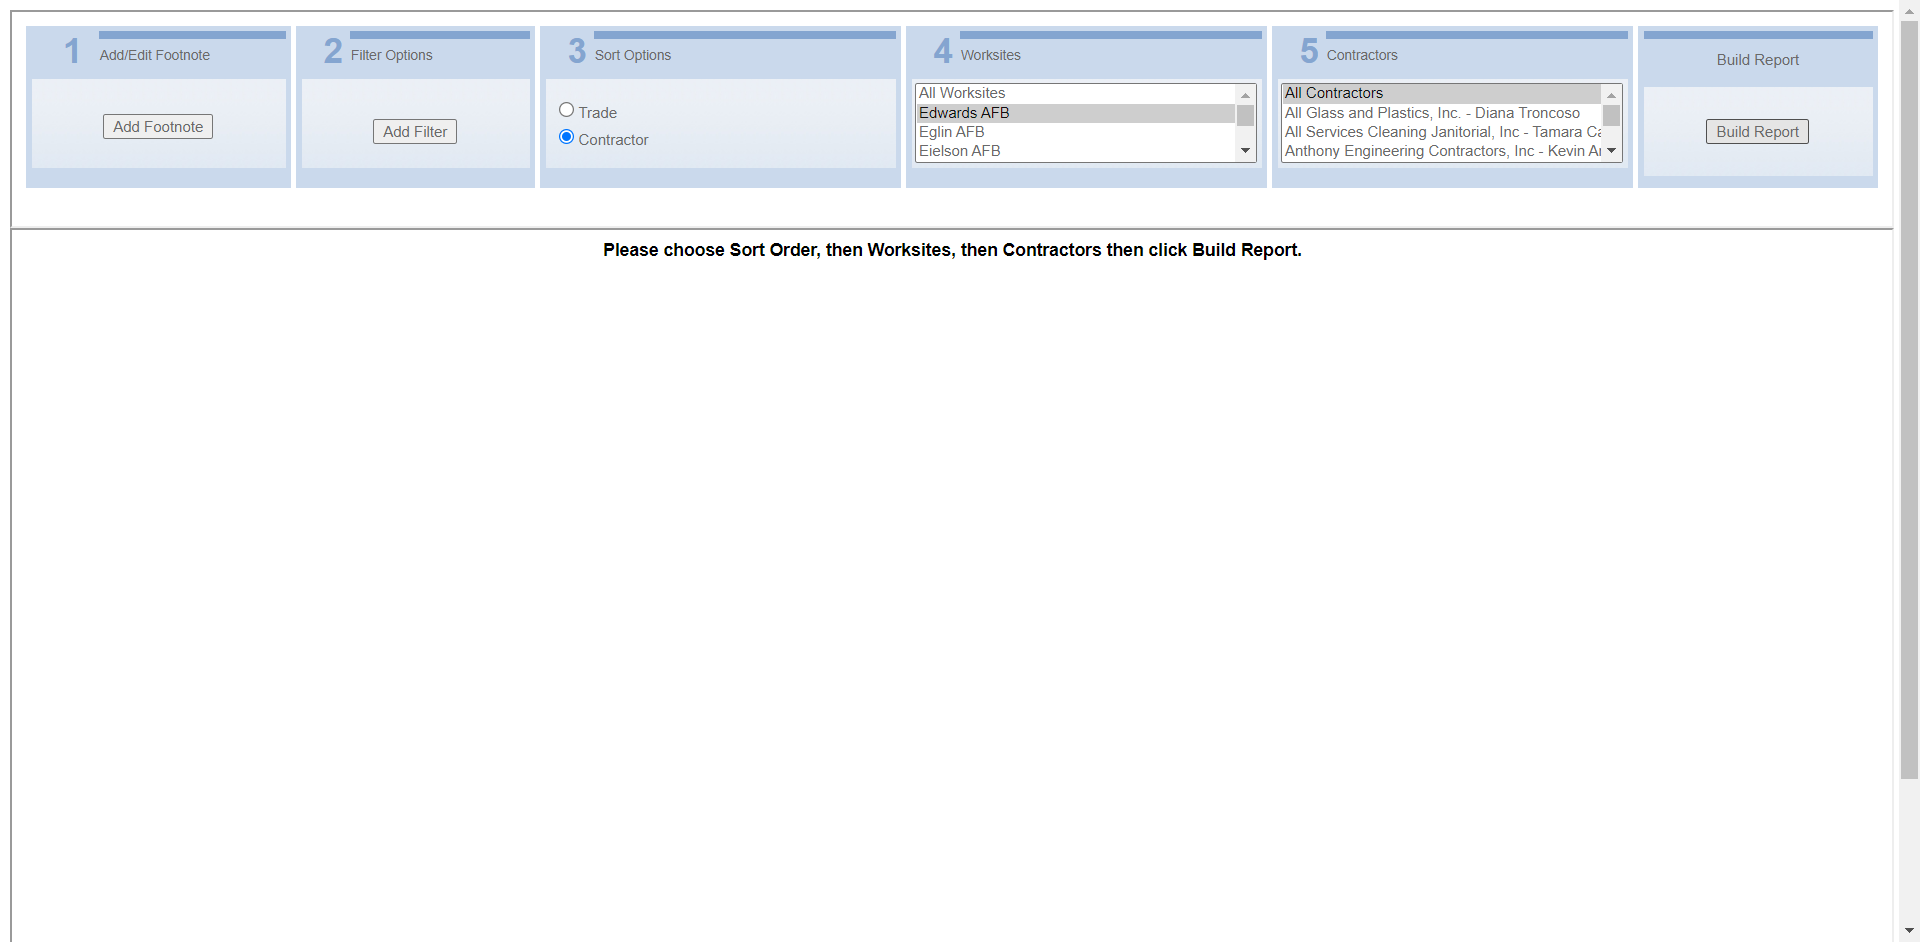 1 Add/Edit Footnote
Add Footnote
2 Filter Options
Add Filter
3 Sort Options
Trade
Contractor
4 Worksites
All Worksites
Edwards AFB
Eglin AFB
Eielson AFB
5 Contractors
All Contractors
All Glass and Plastics, Inc. - Diana Troncoso
All Services Cleaning Janitorial, Inc - Tamara Ca
Anthony Engineering Contractors, Inc - Kevin
Build Report
Build Report
Please choose Sort Order, then Worksites, then Contractors then click Build Report.